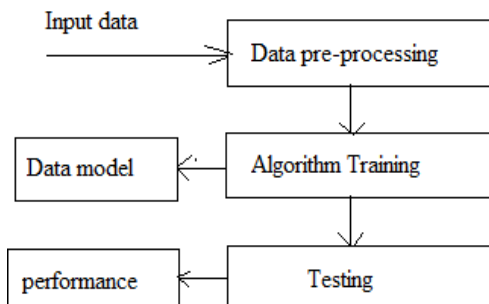 Input data
Data pre-processing
Data model
Algorithm Training
performance
Testing